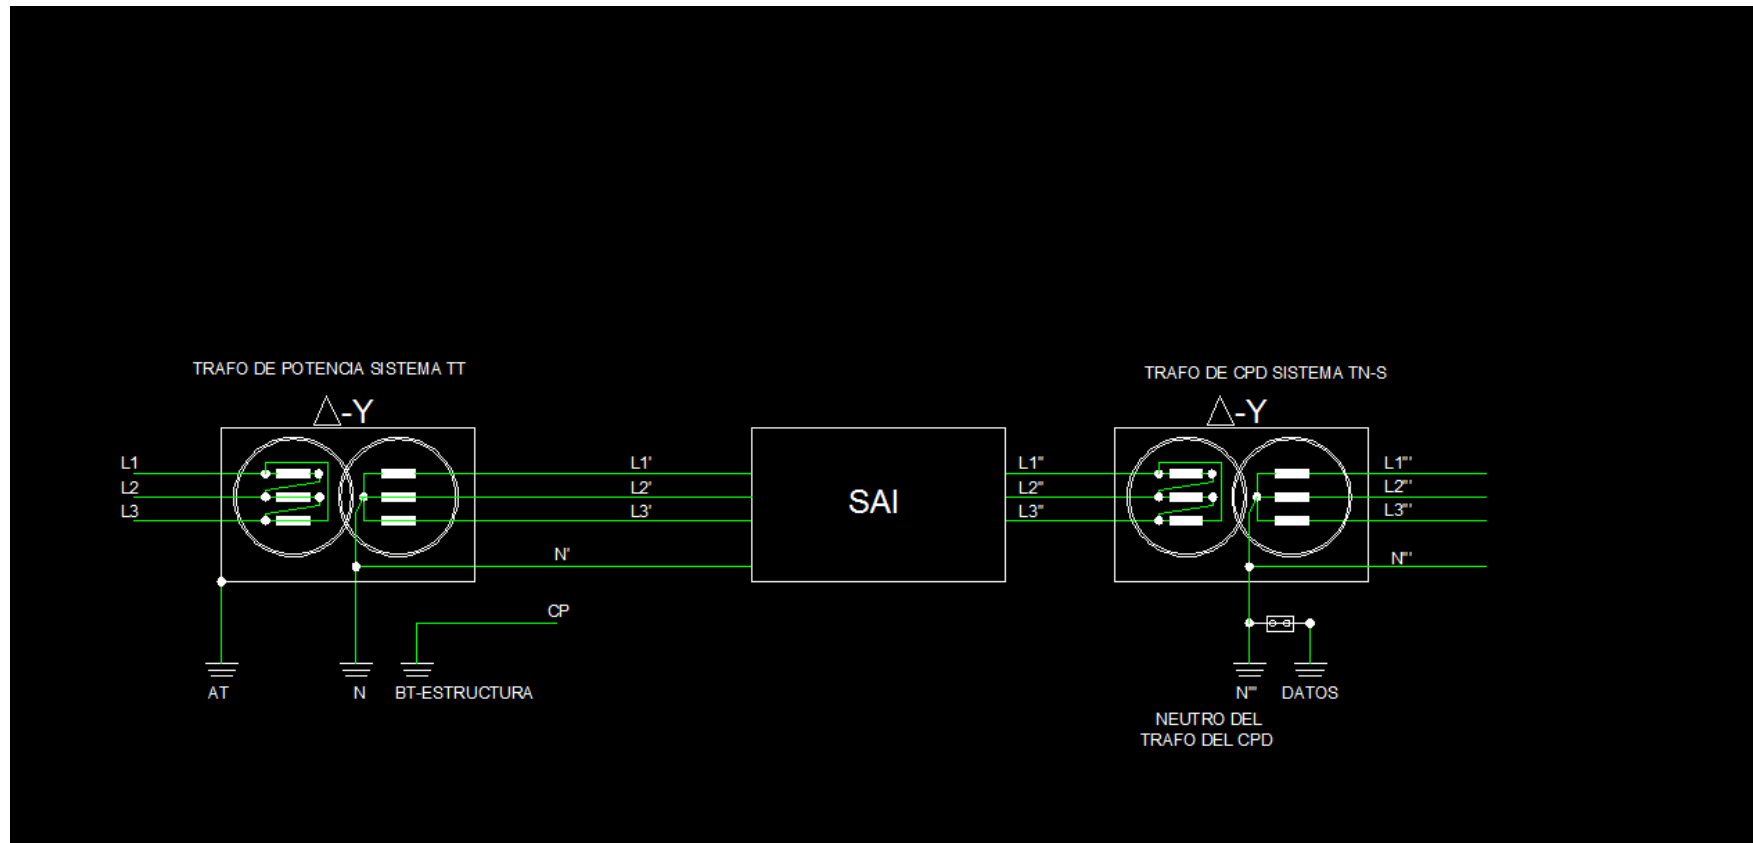 TRAFO DE POTENCIA SISTEMA TT
TRAFO DE CPD SISTEMA TN-S
△-Y
△-Y
L1
L2
L3
L1'
L2'
L3'
N'
SAI
L1"
L2"
L3"
L1"'
L2"'
L3"'
N"'
CP
AT
N
BT-ESTRUCTURA
N"'
DATOS
NEUTRO DEL
TRAFO DEL CPD